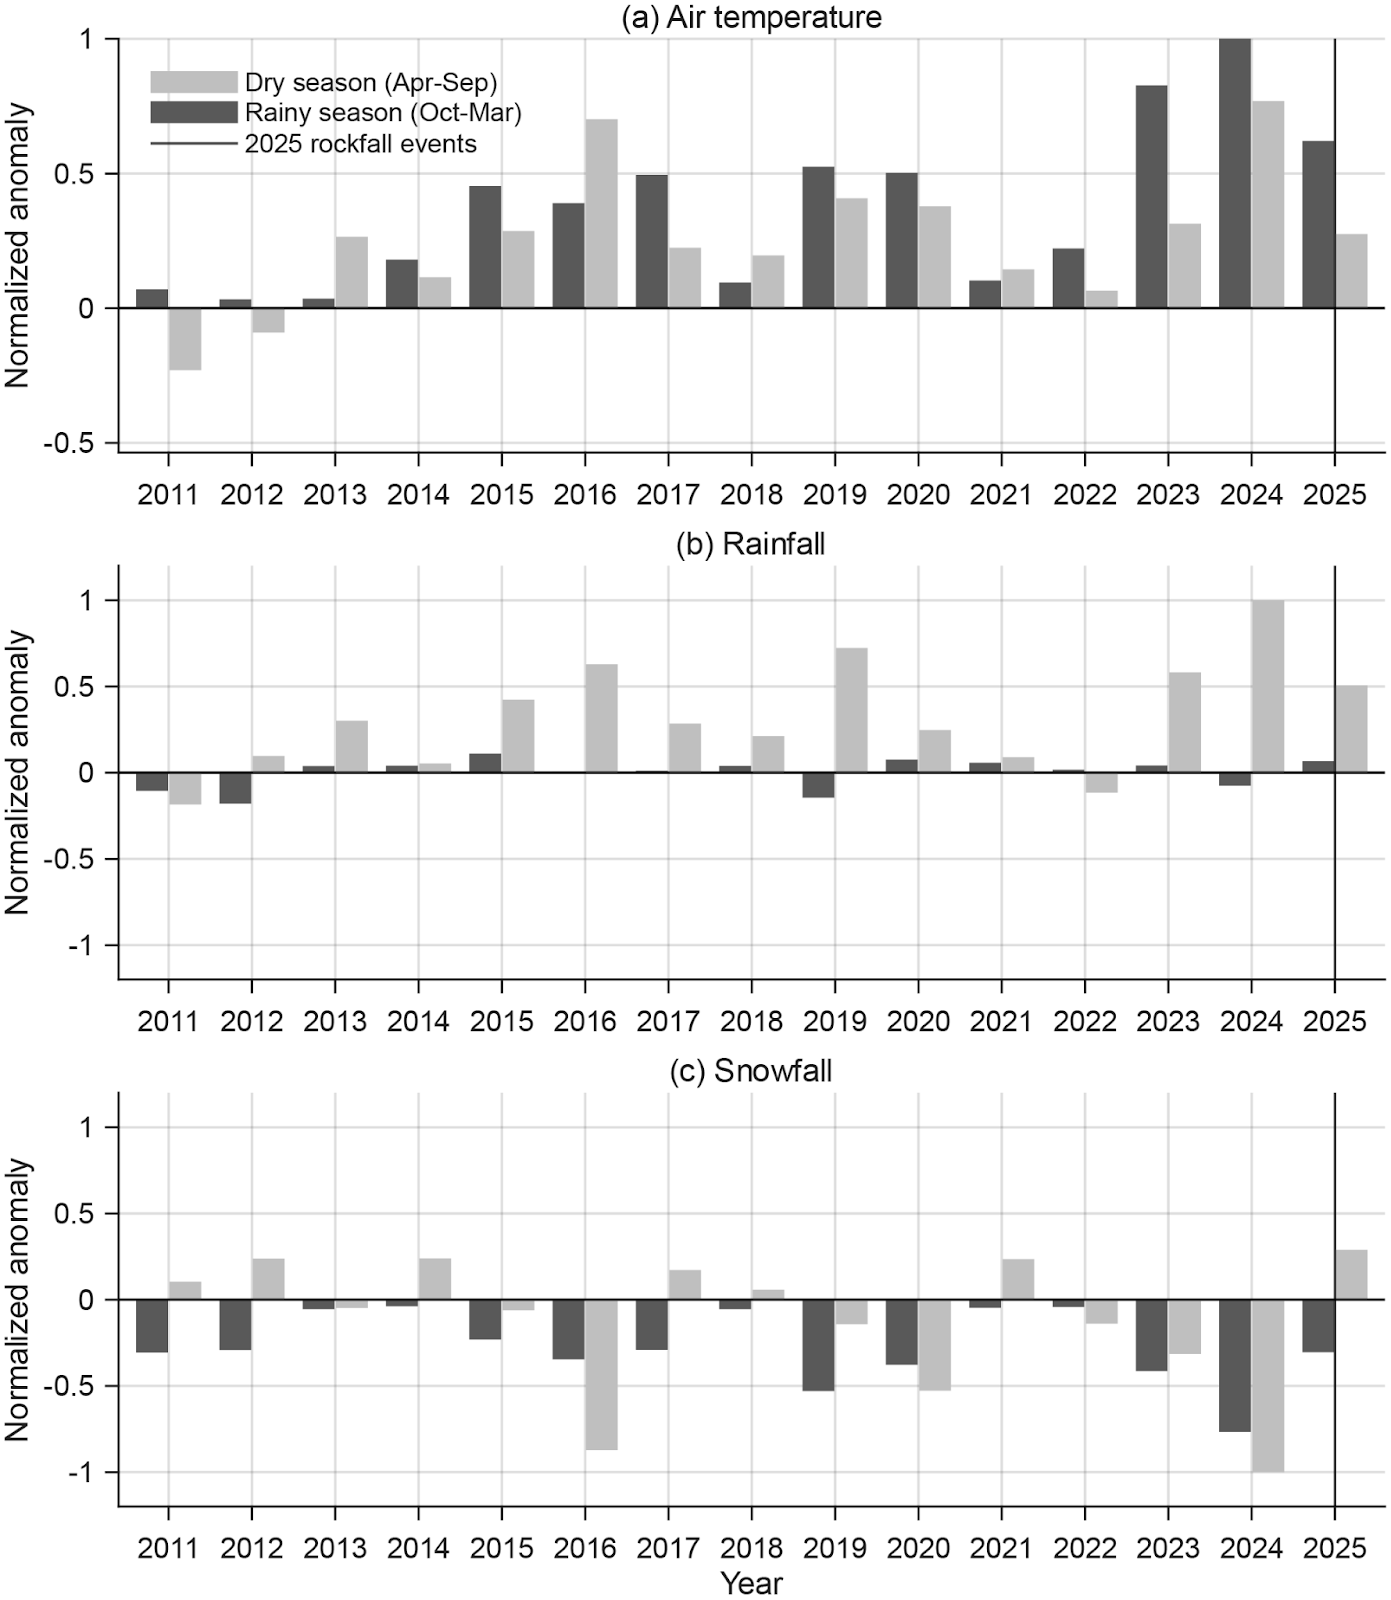 (a) Air temperature
Normalized anomaly
1
0.5
0
-0.5
Dry season (Apr-Sep)
Rainy season (Oct-Mar)
2025 rockfall events
2011 2012 2013 2014 2015 2016 2017 2018 2019 2020 2021 2022 2023 2024 2025
(b) Rainfall
Normalized anomaly
1
0.5
0
-0.5
-1
2011 2012 2013 2014 2015 2016 2017 2018 2019 2020 2021 2022 2023 2024 2025
(c) Snowfall
Normalized anomaly
1
0.5
0
-0.5
-1
2011 2012 2013 2014 2015 2016 2017 2018 2019 2020 2021 2022 2023 2024 2025
Year